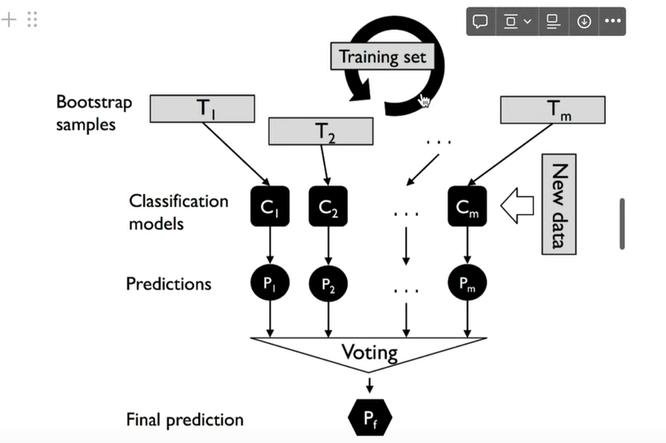 Training set
Bootstrap
samples
T1
T2
...
Tm
Classification
models
C1
C2
...
Cm
New data
Predictions
P1
P2
...
Pm
Voting
Final prediction
Pf